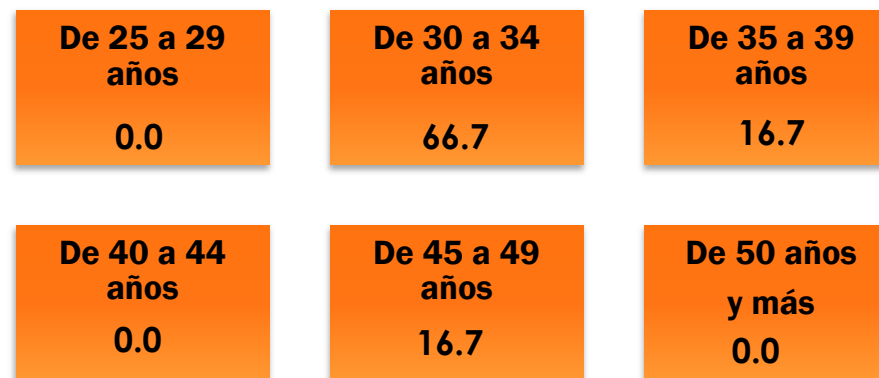 De 25 a 29
años
0.0
De 30 a 34
años
66.7
De 35 a 39
años
16.7
De 40 a 44
años
0.0
De 45 a 49
años
16.7
De 50 años
y más
0.0